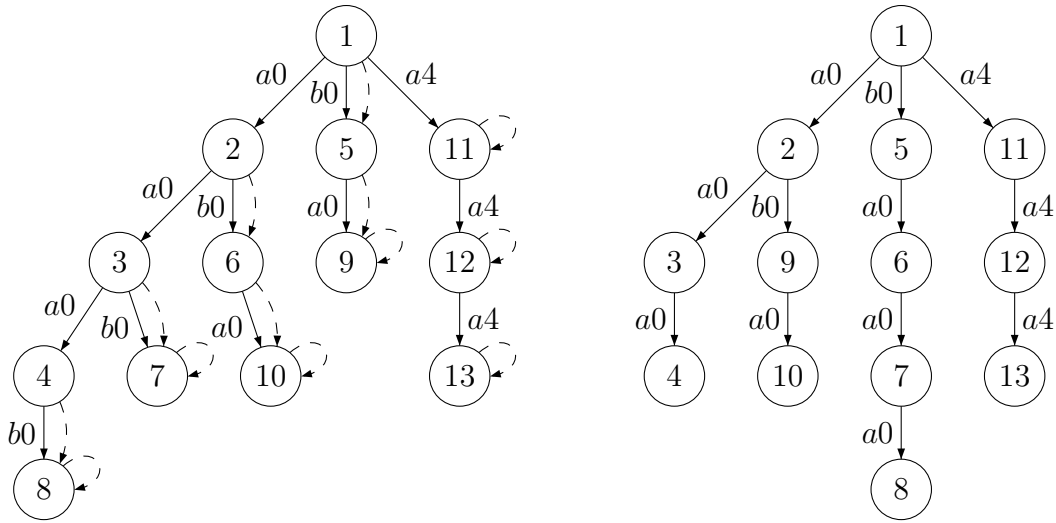 1 1
a0 b0 a4 a0 b0 a4
2 5 11 2 5 11
a0 b0 a0 a4 a0 b0 a0 a4
3 6 9 12 3 9 6 12
a0 b0 a0 a4 a0 a0 a0 a4
4 7 10 13 4 10 7 13
b0 a0
8 8